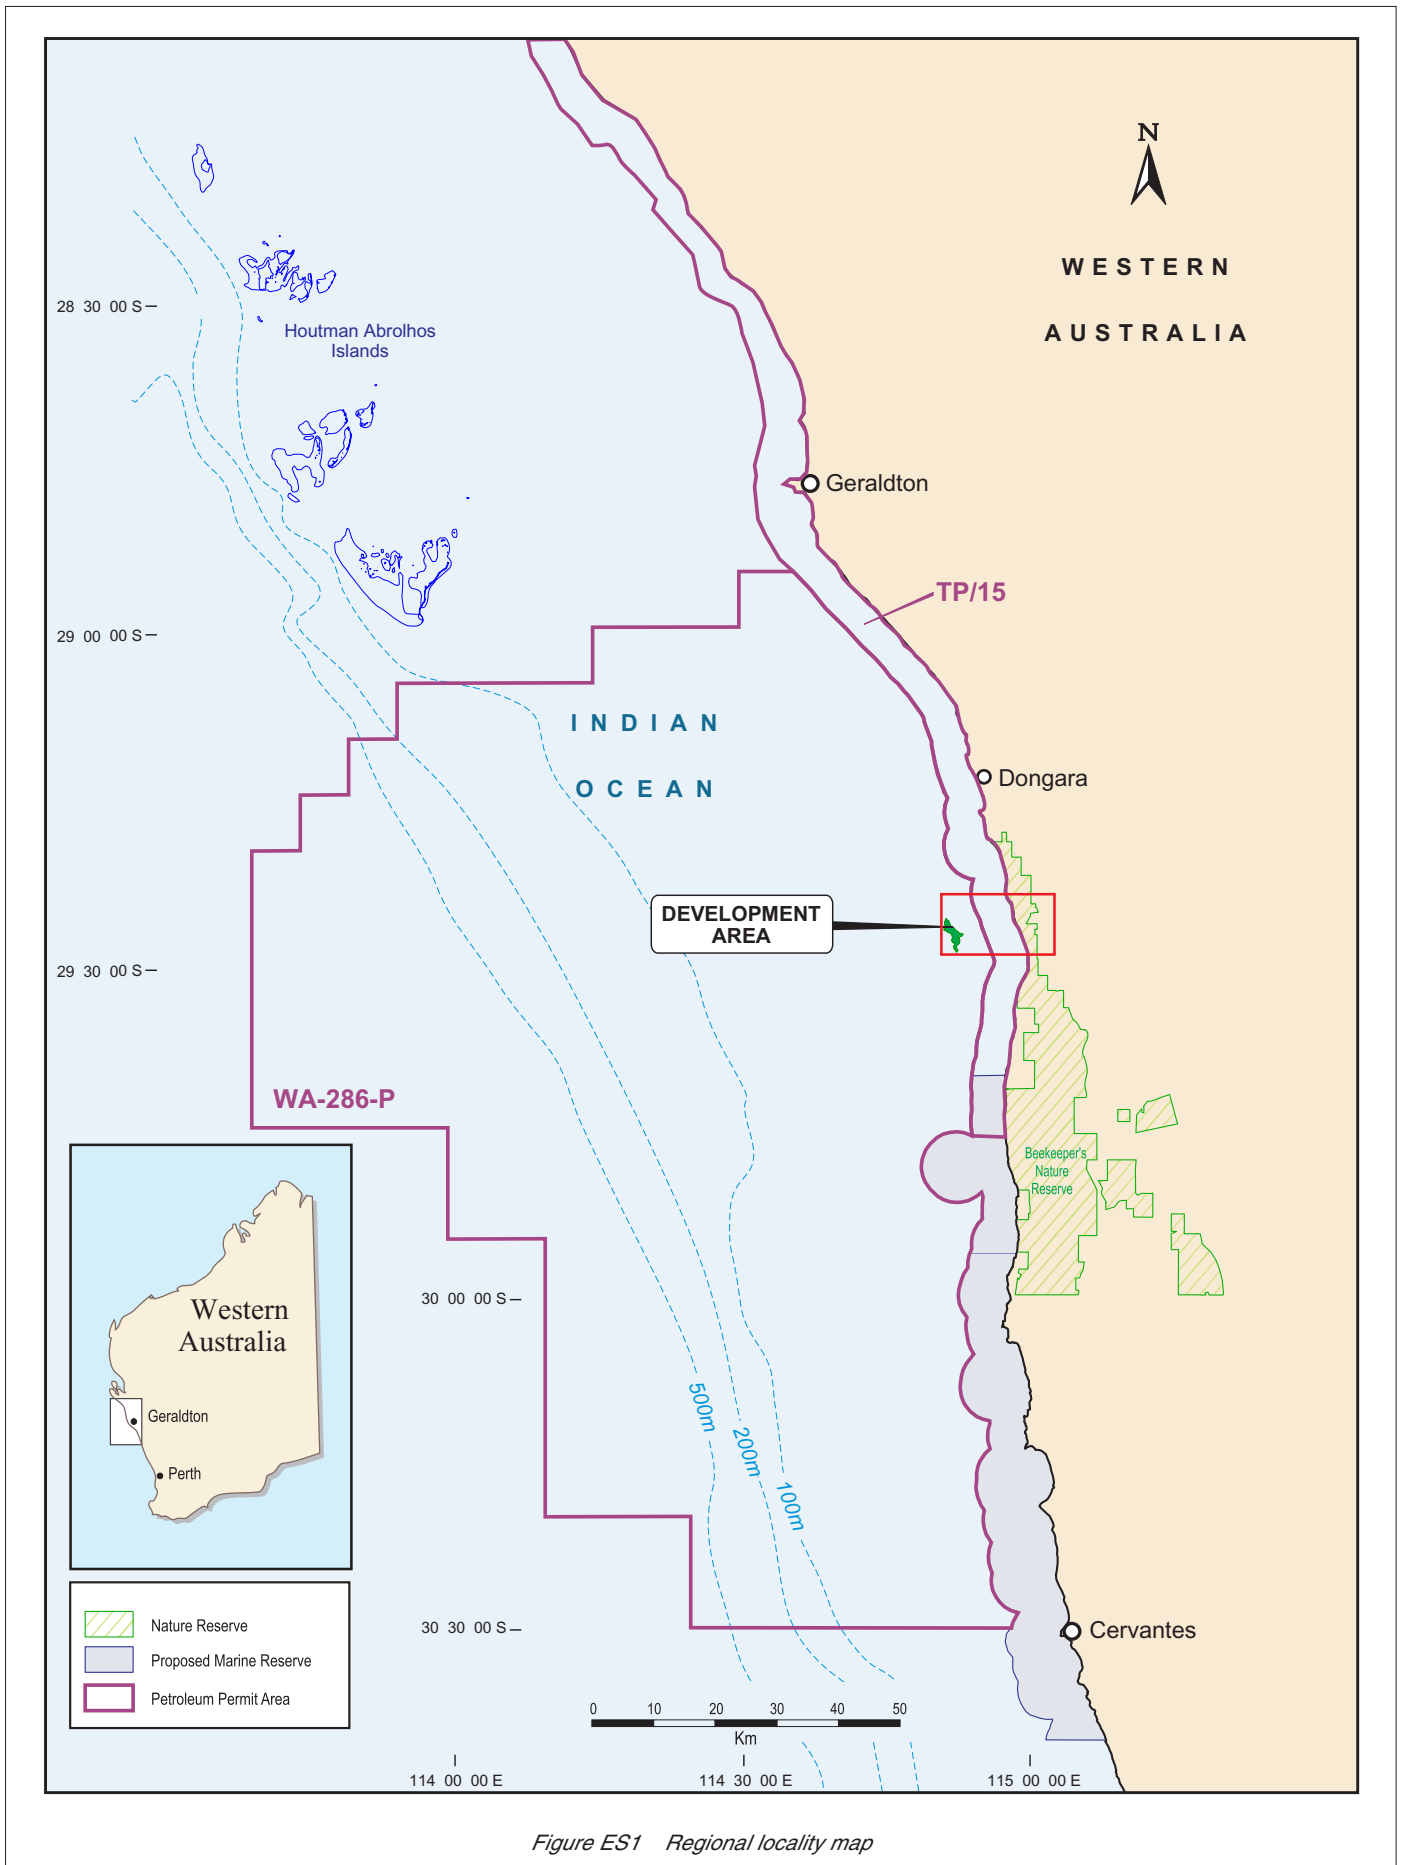 N
WESTERN
AUSTRALIA
28 30 00 S
Houtman Abrolhos
Islands
Geraldton
TP/15
29 00 00 S
INDIAN
OCEAN
Dongara
DEVELOPMENT
AREA
29 30 00 S
WA-286-P
Beekeeper's
Nature
Reserve
Western
Australia
Geraldton
Perth
30 00 00 S
500m
200m
100m
Nature Reserve
Proposed Marine Reserve
Petroleum Permit Area
30 30 00 S
Cervantes
0 10 20 30 40 50
Km
114 00 00 E
114 30 00 E
115 00 00 E
Figure ES1 Regional locality map